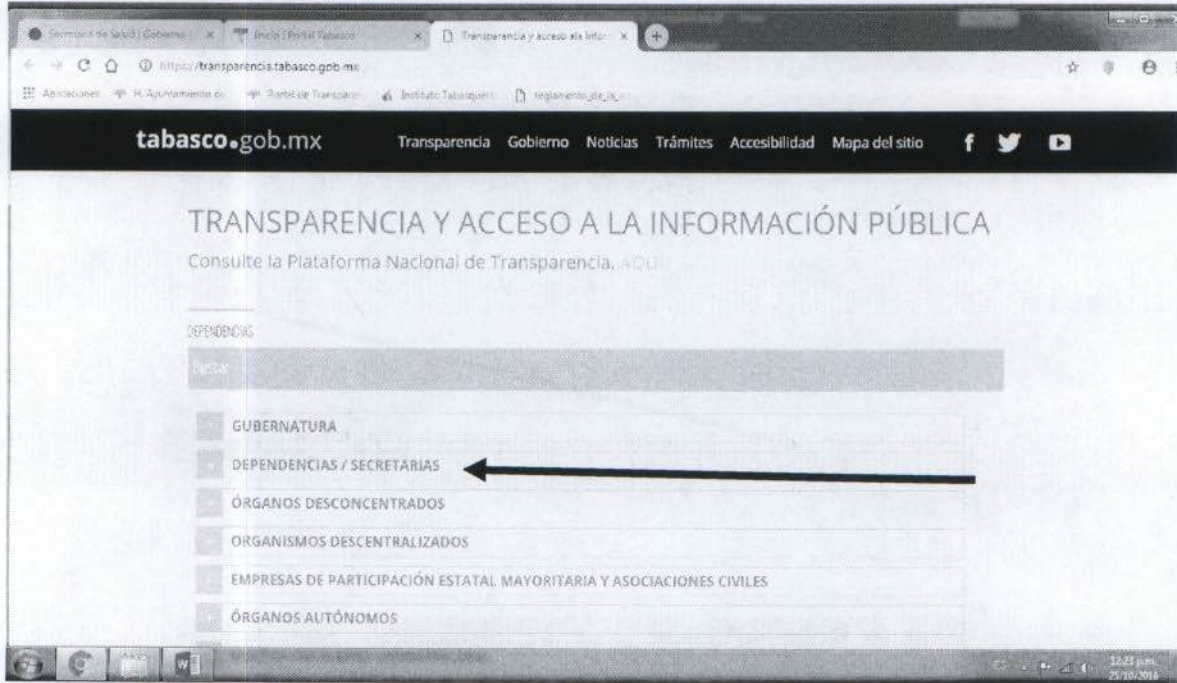 Secretaría de Salud | Gobierno
Inicio | Portal Tabasco
Transparencia y acceso ala Infor
https://transparencia.tabasco.gob.mx
Aplicaciones H. Ayuntamiento de Portal de Transparen Instituto Tabasqueño reglamento_de_la_
tabasco.gob.mx Transparencia Gobierno Noticias Trámites Accesibilidad Mapa del sitio
TRANSPARENCIA Y ACCESO A LA INFORMACIÓN PÚBLICA
Consulte la Plataforma Nacional de Transparencia. AQUÍ
DEPENDENCIAS
Buscar
GUBERNATURA
DEPENDENCIAS / SECRETARIAS
ÓRGANOS DESCONCENTRADOS
ORGANISMOS DESCENTRALIZADOS
EMPRESAS DE PARTICIPACIÓN ESTATAL MAYORITARIA Y ASOCIACIONES CIVILES
ÓRGANOS AUTÓNOMOS
12:23 p.m.
25/10/2018